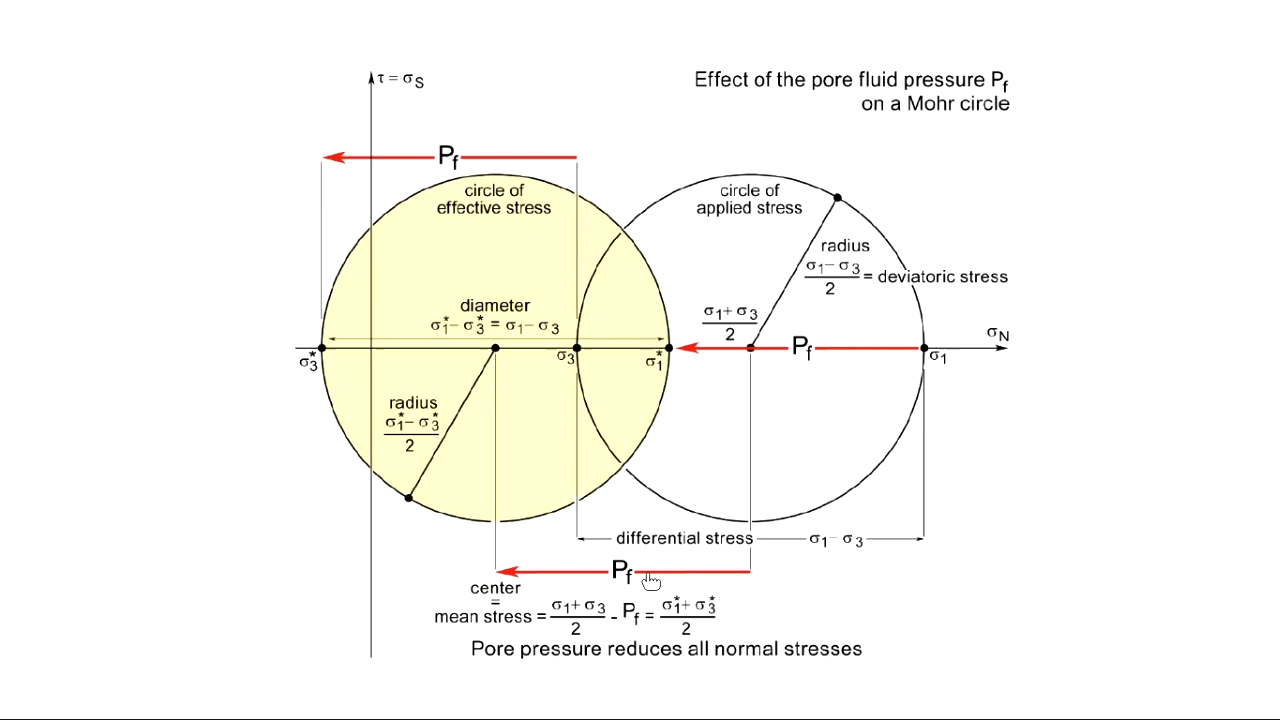 τ = σS
Effect of the pore fluid pressure Pf
on a Mohr circle
Pf
circle of
effective stress
circle of
applied stress
radius
σ1− σ3
2
= deviatoric stress
diameter
σ1*− σ3* = σ1− σ3
σ1+ σ3
2
σN
σ3*
σ3
σ1*
Pf
σ1
radius
σ1*− σ3*
2
differential stress
σ1− σ3
Pf
center
=
mean stress = σ1+ σ3 / 2 - Pf = σ1*+ σ3* / 2
Pore pressure reduces all normal stresses